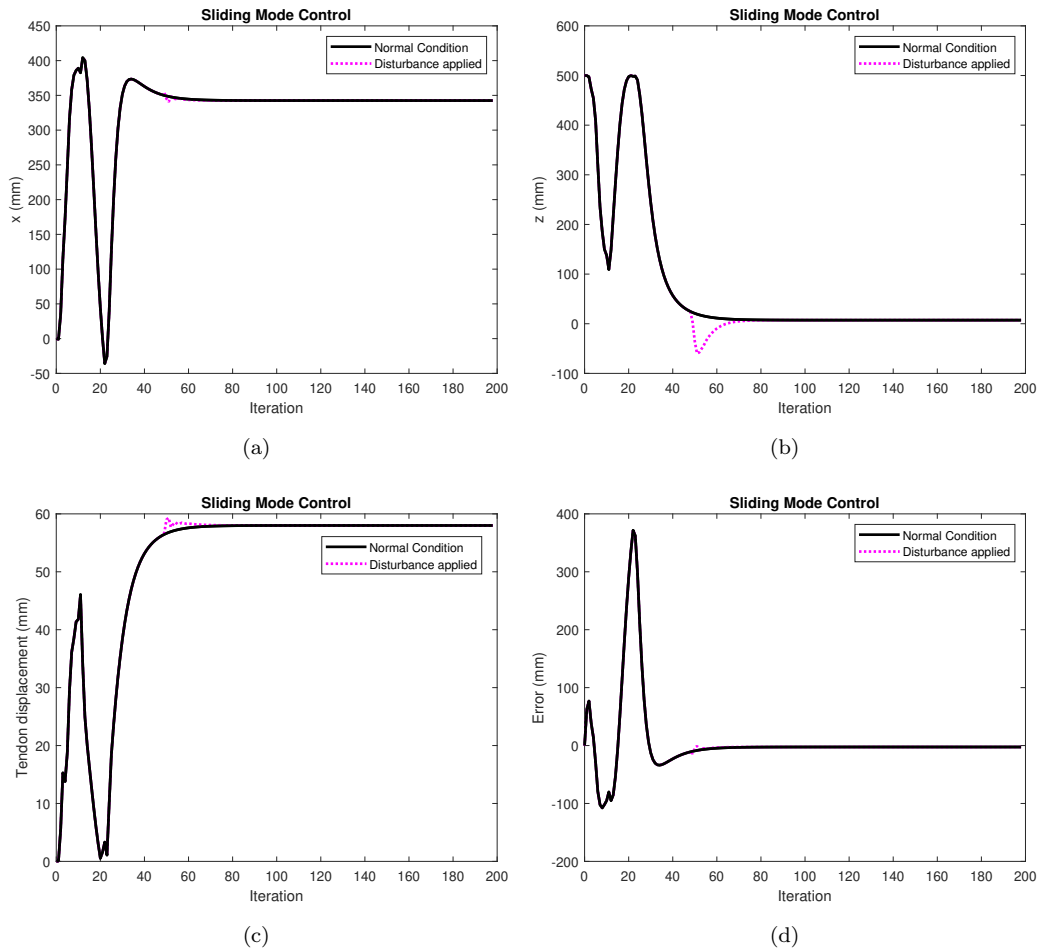 Sliding Mode Control
450
400
350
300
250
200
150
100
50
0
-50
x (mm)
Normal Condition
Disturbance applied
0 20 40 60 80 100 120 140 160 180 200
Iteration
(a)
Sliding Mode Control
600
500
400
300
200
100
0
-100
z (mm)
Normal Condition
Disturbance applied
0 20 40 60 80 100 120 140 160 180 200
Iteration
(b)
Sliding Mode Control
60
50
40
30
20
10
0
Tendon displacement (mm)
Normal Condition
Disturbance applied
0 20 40 60 80 100 120 140 160 180 200
Iteration
(c)
Sliding Mode Control
400
300
200
100
0
-100
-200
Error (mm)
Normal Condition
Disturbance applied
0 20 40 60 80 100 120 140 160 180 200
Iteration
(d)